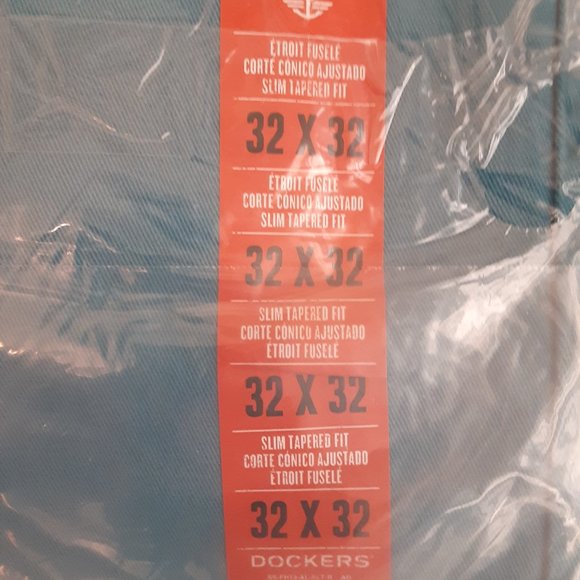 ÉTROIT FUSELÉ
CORTE CÓNICO AJUSTADO
SLIM TAPERED FIT
32 X 32
ÉTROIT FUSELÉ
CORTE CÓNICO AJUSTADO
SLIM TAPERED FIT
32 X 32
SLIM TAPERED FIT
CORTE CÓNICO AJUSTADO
ÉTROIT FUSELÉ
32 X 32
SLIM TAPERED FIT
CORTE CÓNICO AJUSTADO
ÉTROIT FUSELÉ
32 X 32
DOCKERS